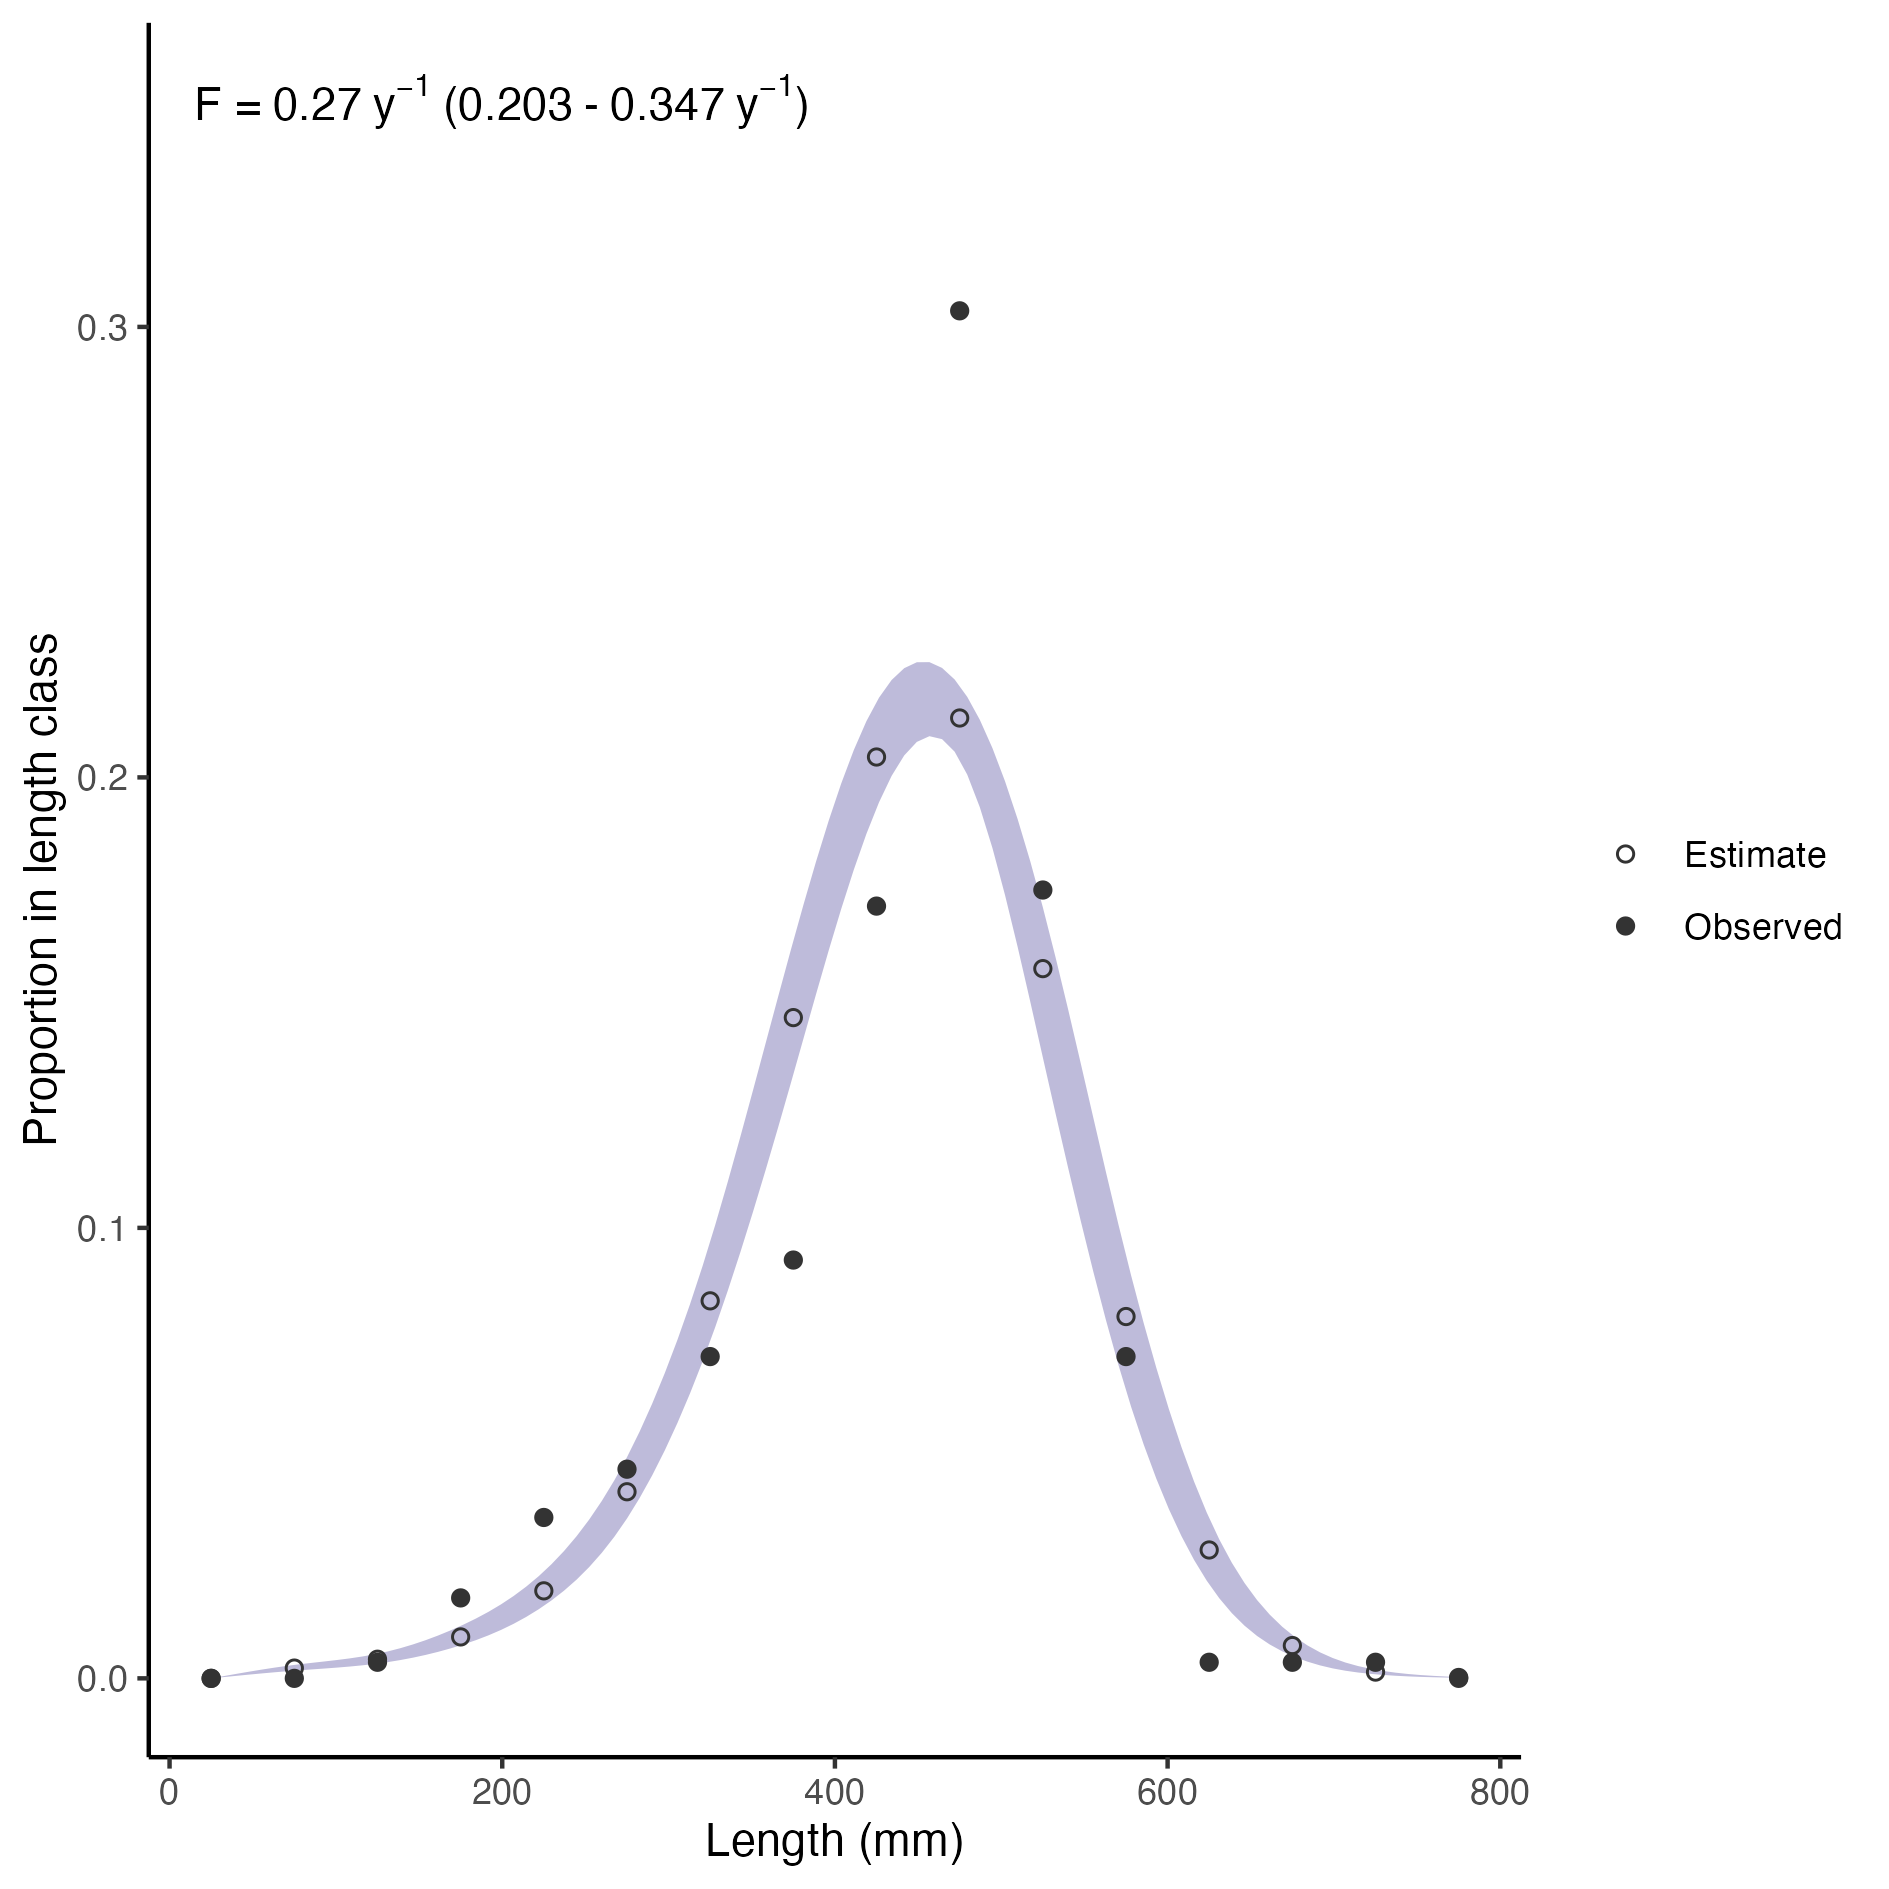 F = 0.27 y⁻¹ (0.203 - 0.347 y⁻¹)
Proportion in length class
0.3
0.2
0.1
0.0
0 200 400 600 800
Length (mm)
Estimate
Observed